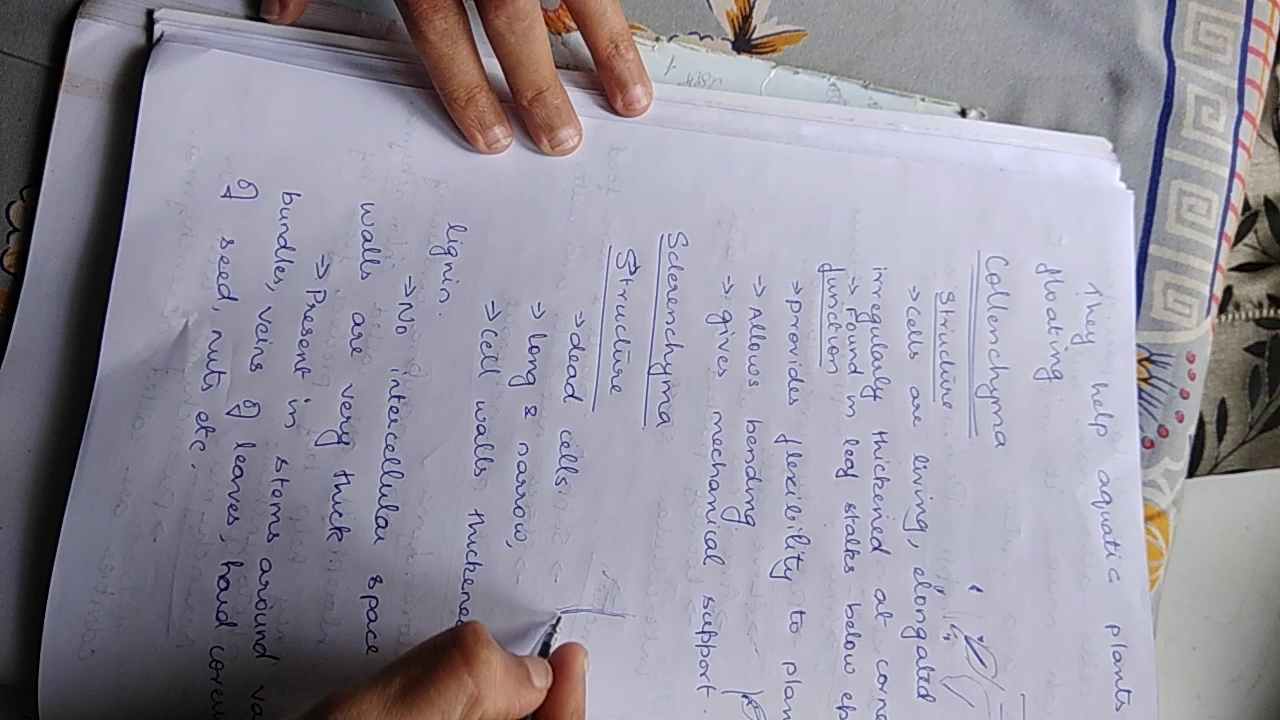 They help aquatic plants
floating
Collenchyma
Structure
→ cells are living, elongated
irregularly thickened at corne
→ Found in leaf stalks below ep
function
→ provides flexibility to plan
→ Allows bending
→ gives mechanical support.
Sclerenchyma
Structure
→ dead cells.
→ long & narrow,
→ cell walls thickene
lignin.
→ No intercellular space
walls are very thick
→ Present in stems around va
bundles, veins of leaves, hard cover
of seed, nuts etc.